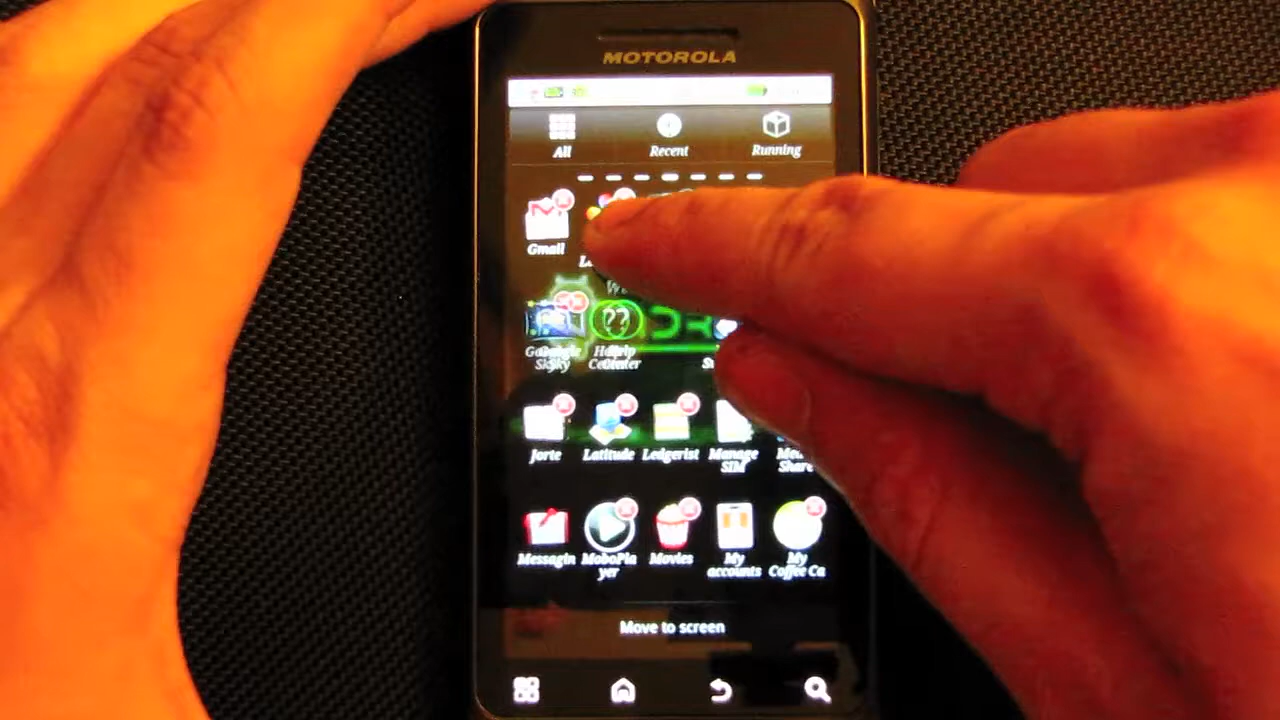 MOTOROLA
All Recent Running
Gmail
Jorte Latitude Ledgerist Manage
SIM Share
Messagin MoboPla Movies My My
yer accounts Coffee Ca
Move to screen